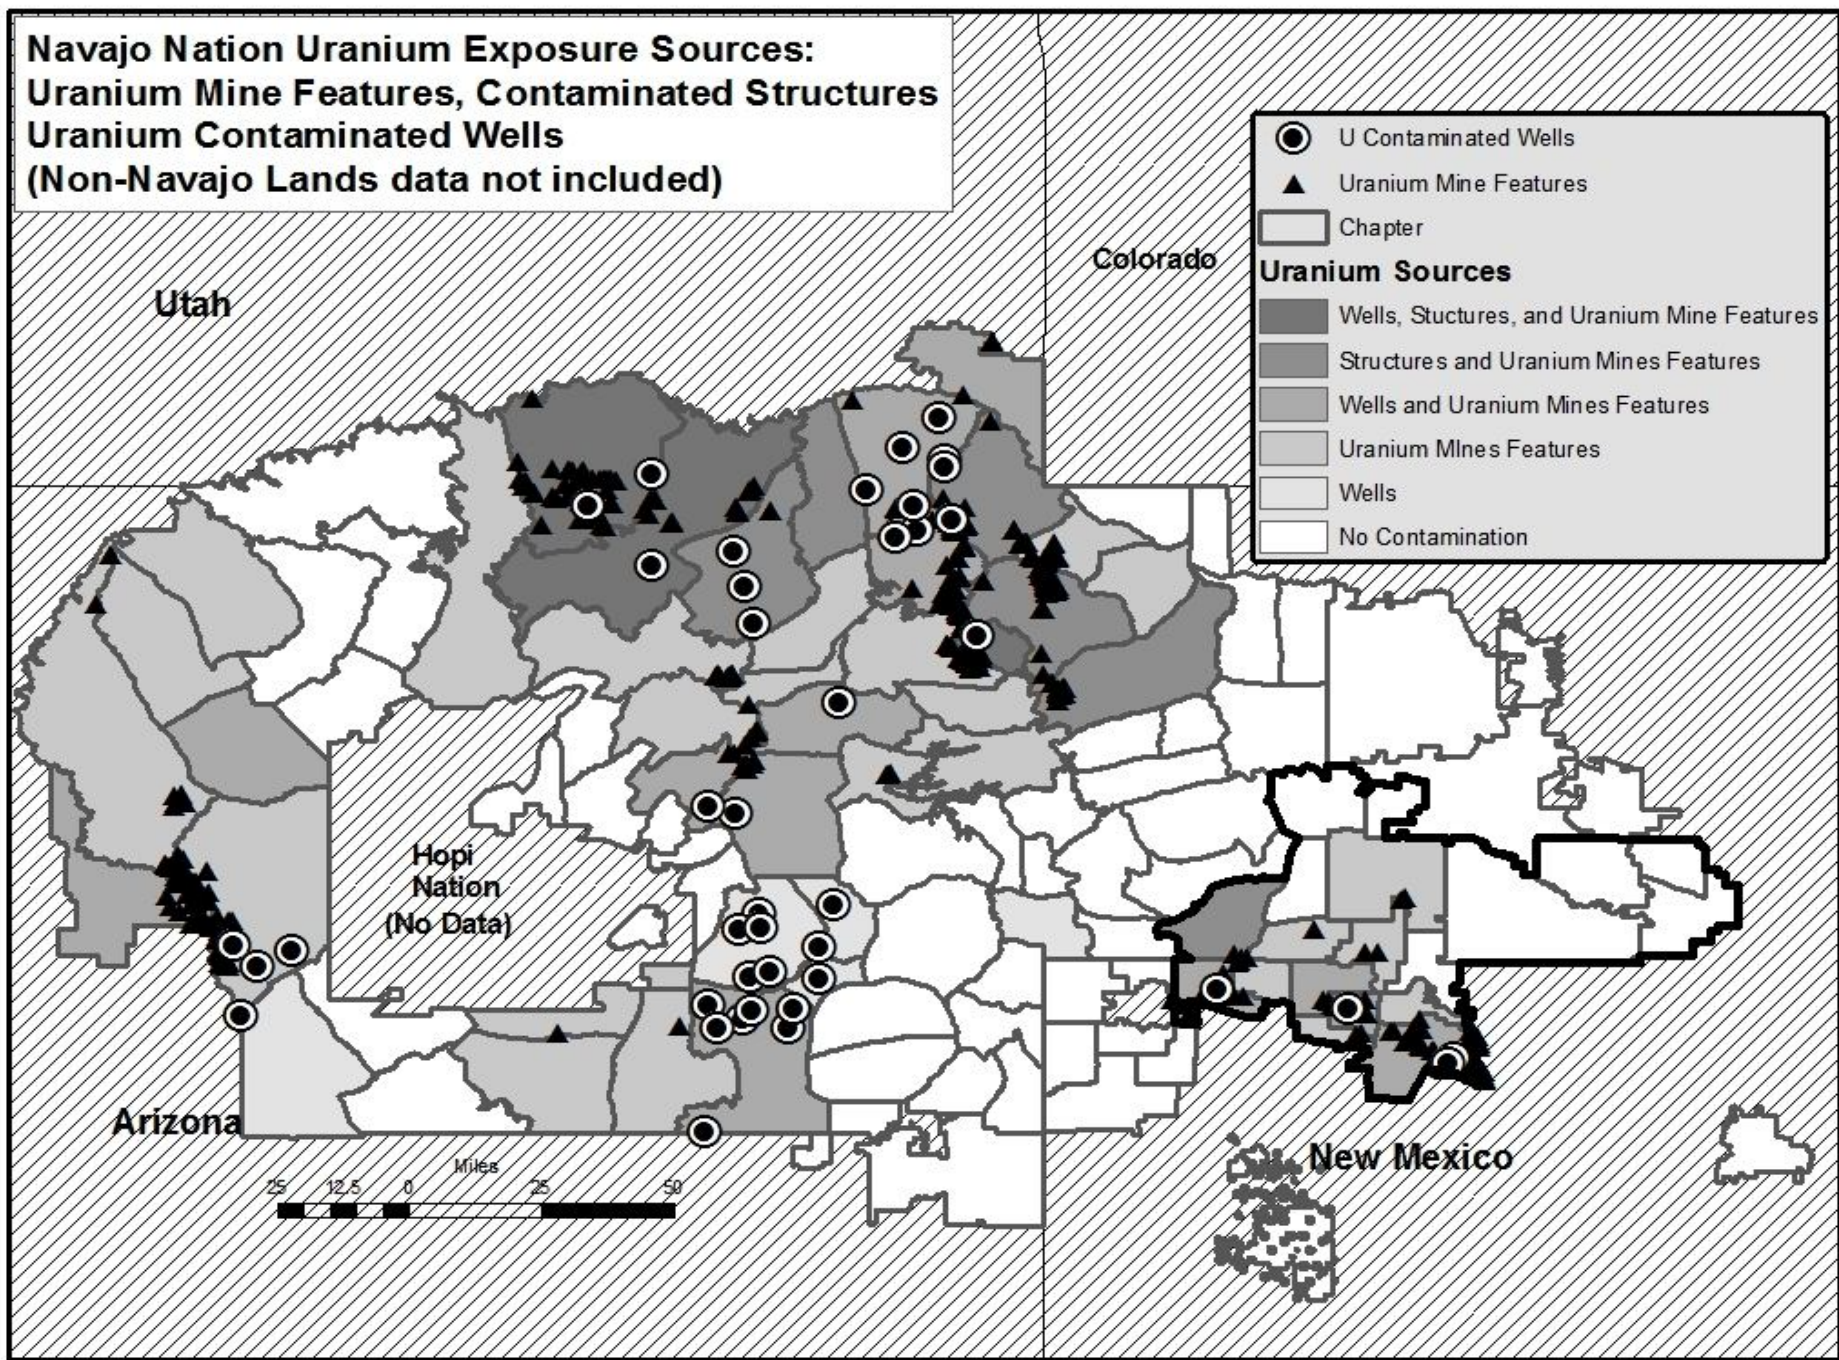 Navajo Nation Uranium Exposure Sources:
Uranium Mine Features, Contaminated Structures
Uranium Contaminated Wells
(Non-Navajo Lands data not included)
U Contaminated Wells
Uranium Mine Features
Chapter
Uranium Sources
Wells, Stuctures, and Uranium Mine Features
Structures and Uranium Mines Features
Wells and Uranium Mines Features
Uranium MInes Features
Wells
No Contamination
Colorado
Utah
Hopi
Nation
(No Data)
Arizona
New Mexico
Miles
25 12.5 0 25 50